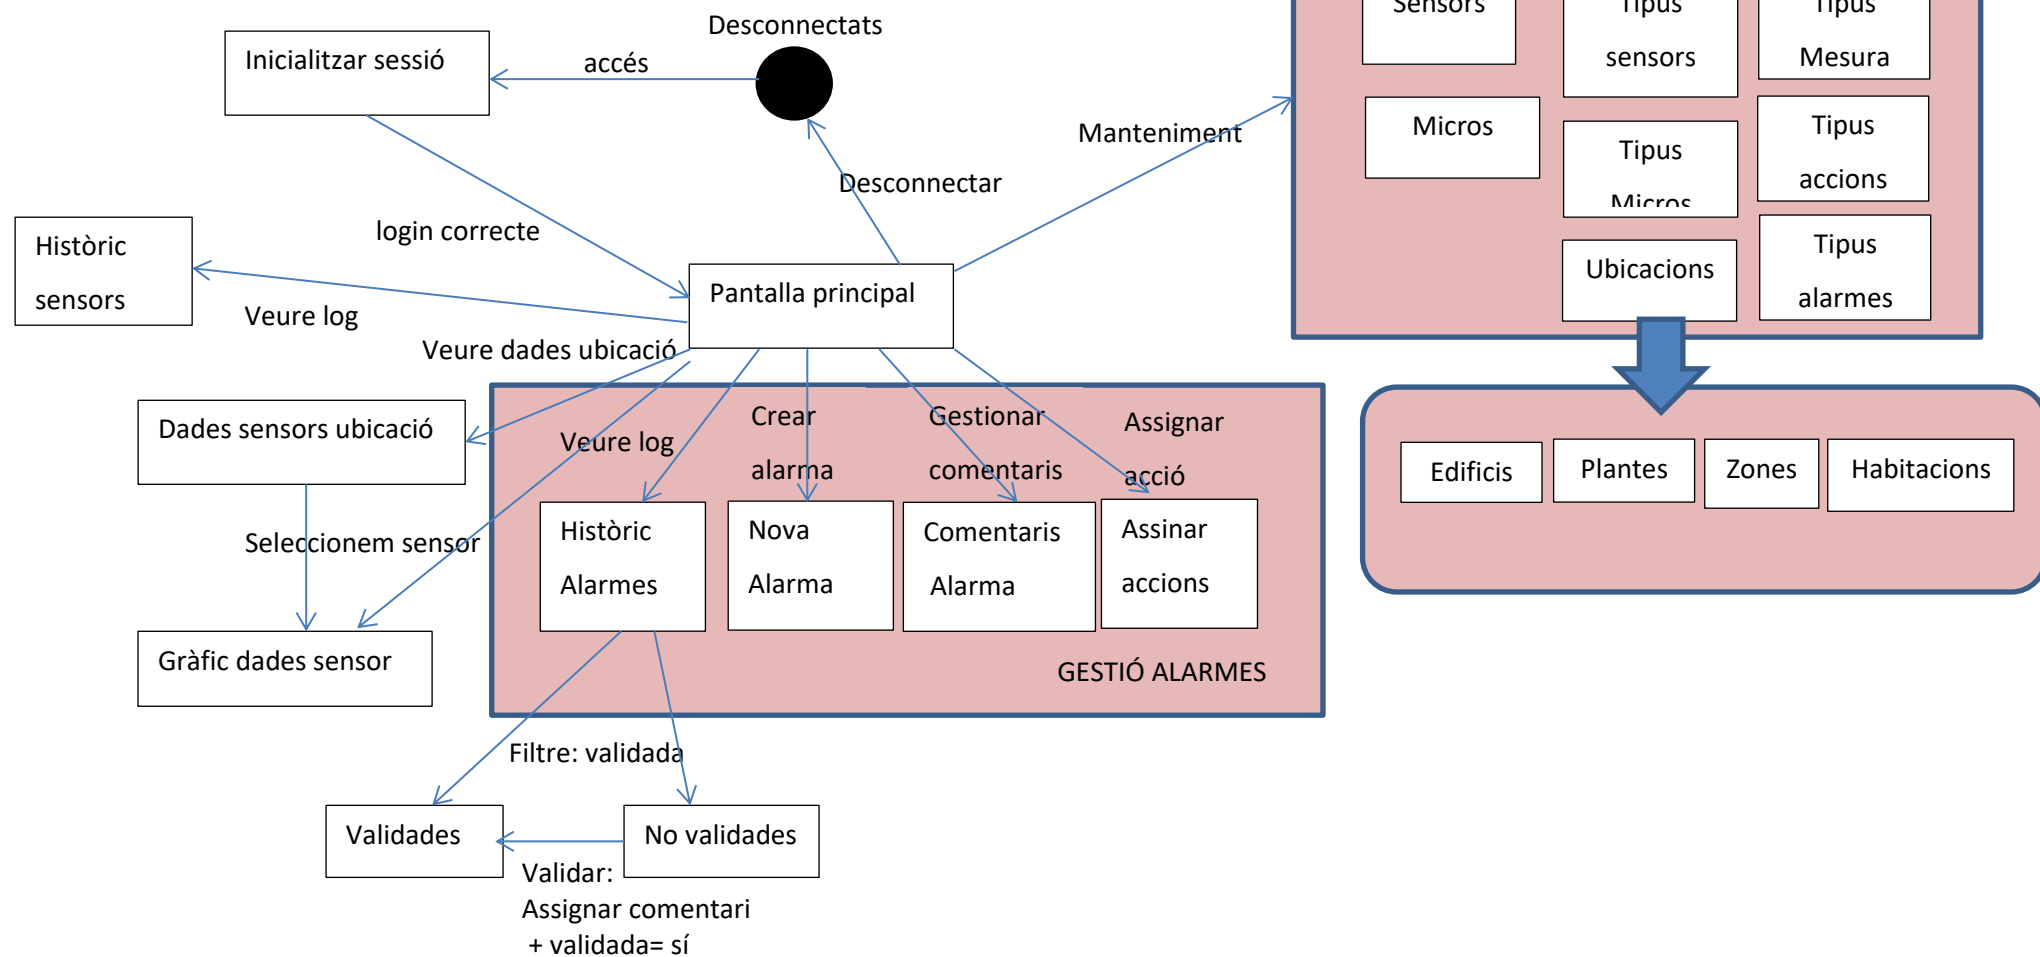 Desconnectats
Inicialitzar sessió
accés
Manteniment
Desconnectar
login correcte
Històric
sensors
Veure log
Pantalla principal
Veure dades ubicació
Dades sensors ubicació
Seleccionem sensor
Gràfic dades sensor
Veure log
Crear
alarma
Gestionar
comentaris
Assignar
acció
Històric
Alarmes
Nova
Alarma
Comentaris
Alarma
Assinar
accions
GESTIÓ ALARMES
Filtre: validada
Validades
No validades
Validar:
Assignar comentari
+ validada= sí
Sensors
Tipus
sensors
Tipus
Mesura
Micros
Tipus
Micros
Tipus
accions
Ubicacions
Tipus
alarmes
Edificis
Plantes
Zones
Habitacions